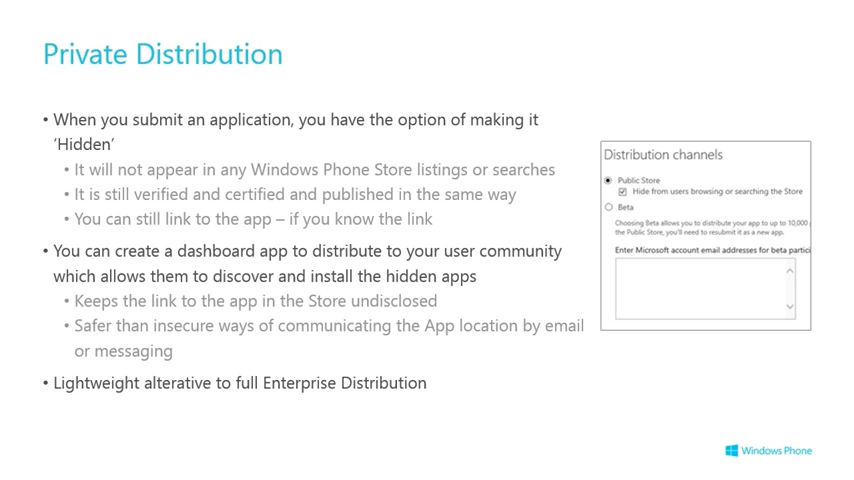 Private Distribution
• When you submit an application, you have the option of making it
‘Hidden’
• It will not appear in any Windows Phone Store listings or searches
• It is still verified and certified and published in the same way
• You can still link to the app – if you know the link
• You can create a dashboard app to distribute to your user community
which allows them to discover and install the hidden apps
• Keeps the link to the app in the Store undisclosed
• Safer than insecure ways of communicating the App location by email
or messaging
• Lightweight alterative to full Enterprise Distribution
Distribution channels
Public Store
Hide from users browsing or searching the Store
Beta
Choosing Beta allows you to distribute your app to up to 10,000
the Public Store, you'll need to resubmit it as a new app.
Enter Microsoft account email addresses for beta partici
Windows Phone